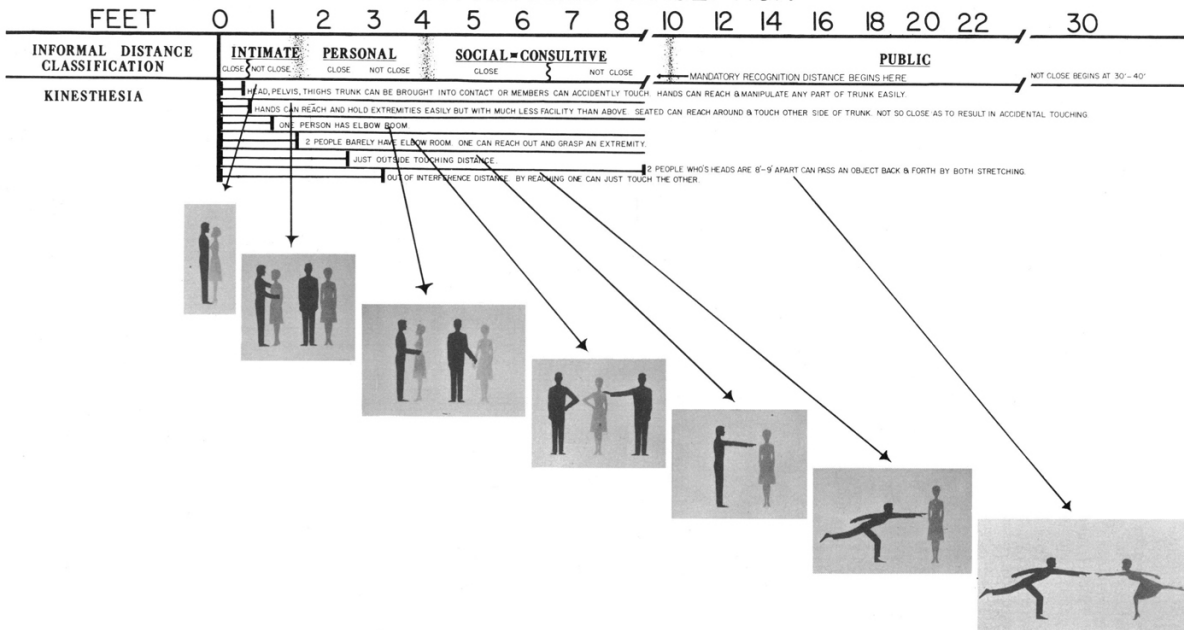 FEET 0 1 2 3 4 5 6 7 8 10 12 14 16 18 20 22 30
INFORMAL DISTANCE CLASSIFICATION
INTIMATE PERSONAL SOCIAL=CONSULTIVE PUBLIC
CLOSE NOT CLOSE CLOSE NOT CLOSE CLOSE NOT CLOSE MANDATORY RECOGNITION DISTANCE BEGINS HERE NOT CLOSE BEGINS AT 30'-40'
KINESTHESIA
HEAD, PELVIS, THIGHS TRUNK CAN BE BROUGHT INTO CONTACT OR MEMBERS CAN ACCIDENTLY TOUCH. HANDS CAN REACH & MANIPULATE ANY PART OF TRUNK EASILY.
HANDS CAN REACH AND HOLD EXTREMITIES EASILY BUT WITH MUCH LESS FACILITY THAN ABOVE. SEATED CAN REACH AROUND & TOUCH OTHER SIDE OF TRUNK. NOT SO CLOSE AS TO RESULT IN ACCIDENTAL TOUCHING
ONE PERSON HAS ELBOW ROOM.
2 PEOPLE BARELY HAVE ELBOW ROOM. ONE CAN REACH OUT AND GRASP AN EXTREMITY.
JUST OUTSIDE TOUCHING DISTANCE.
2 PEOPLE WHO'S HEADS ARE 8'-9' APART CAN PASS AN OBJECT BACK & FORTH BY BOTH STRETCHING.
OUT OF INTERFERENCE DISTANCE. BY REACHING ONE CAN JUST TOUCH THE OTHER.